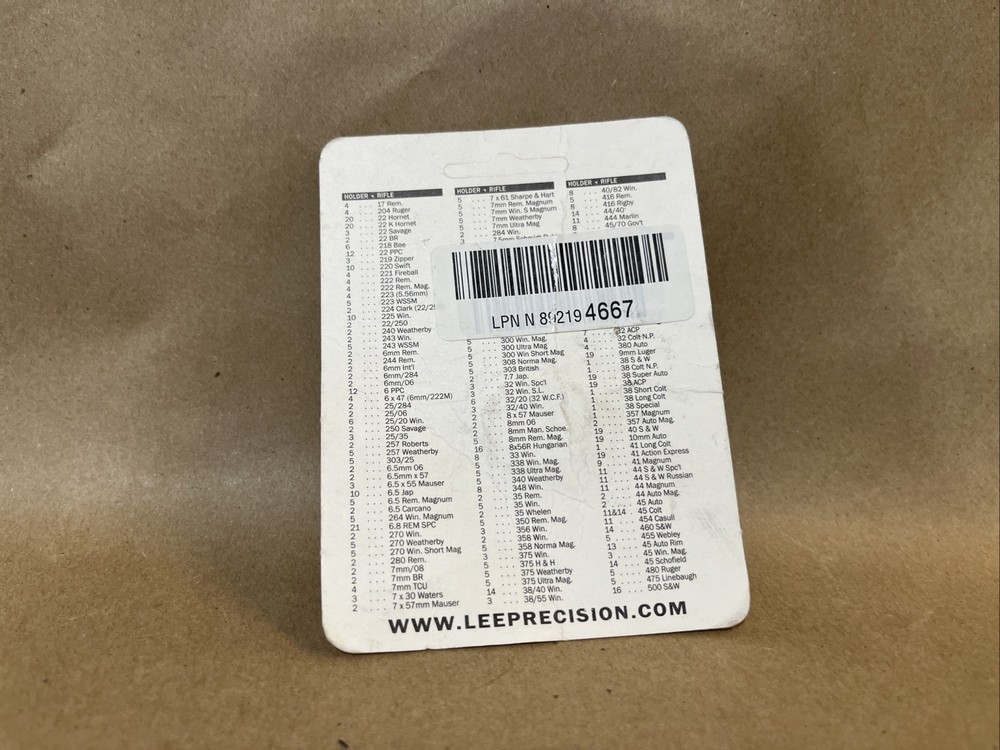 HOLDER • RIFLE
4 .... 17 Rem.
4 .... 204 Ruger
20 .... 22 Hornet
20 .... 22 K Hornet
3 .... 22 Savage
2 .... 22 BR
6 .... 218 Bee
12 .... 22 PPC
3 .... 219 Zipper
10 .... 220 Swift
4 .... 221 Fireball
4 .... 222 Rem.
4 .... 222 Rem. Mag.
4 .... 223 (5.56mm)
5 .... 223 WSSM
2 .... 224 Clark
10 .... 225 Win.
2 .... 22/250
2 .... 240 Weatherby
2 .... 243 Win.
5 .... 243 WSSM
2 .... 6mm Rem.
2 .... 244 Rem.
2 .... 6mm Int'l
2 .... 6mm/284
2 .... 6mm/06
12 .... 6 PPC
4 .... 6 x 47 (6mm/222M)
2 .... 25/284
2 .... 25/06
6 .... 25/20 Win.
2 .... 250 Savage
3 .... 25/35
2 .... 257 Roberts
5 .... 257 Weatherby
5 .... 303/25
2 .... 6.5mm 06
2 .... 6.5mm x 57
3 .... 6.5 x 55 Mauser
10 .... 6.5 Jap
5 .... 6.5 Rem. Magnum
2 .... 6.5 Carcano
5 .... 264 Win. Magnum
21 .... 6.8 REM SPC
2 .... 270 Win.
5 .... 270 Weatherby
5 .... 270 Win. Short Mag
2 .... 280 Rem.
2 .... 7mm/08
2 .... 7mm BR
4 .... 7mm TCU
3 .... 7 x 30 Waters
2 .... 7 x 57mm Mauser
HOLDER • RIFLE
5 .... 7 x 61 Sharpe & Hart
5 .... 7mm Rem. Magnum
5 .... 7mm Win. S Magnum
5 .... 7mm Weatherby
5 .... 7mm Ultra Mag
2 .... 284 Win.
300 Win. Mag.
5 .... 300 Ultra Mag
5 .... 300 Win Short Mag
5 .... 308 Norma Mag.
5 .... 303 British
2 .... 7.7 Jap.
3 .... 32 Win. Spc'l
2 .... 32 Win. S.L.
6 .... 32/20 (32 W.C.F.)
3 .... 32/40 Win.
2 .... 8 x 57 Mauser
2 .... 8mm 06
2 .... 8mm Man. Schoe.
5 .... 8mm Rem. Mag.
16 .... 8x56R Hungarian
8 .... 33 Win.
5 .... 338 Win. Mag.
5 .... 338 Ultra Mag.
5 .... 340 Weatherby
8 .... 348 Win.
2 .... 35 Rem.
2 .... 35 Win.
2 .... 35 Whelen
5 .... 350 Rem. Mag.
2 .... 356 Win.
2 .... 358 Win.
5 .... 358 Norma Mag.
3 .... 375 Win.
5 .... 375 H & H
5 .... 375 Weatherby
5 .... 375 Ultra Mag.
14 .... 38/40 Win.
3 .... 38/55 Win.
HOLDER • RIFLE
8 .... 40/82 Win.
5 .... 416 Rem.
8 .... 416 Rigby
14 .... 44/40
11 .... 444 Marlin
8 .... 45/70 Gov't
LPN N 892194667
7 .... 32 ACP
4 .... 32 Colt N.P.
4 .... 380 Auto
19 .... 9mm Luger
1 .... 38 S & W
1 .... 38 Colt N.P.
19 .... 38 Super Auto
19 .... 38 ACP
1 .... 38 Short Colt
1 .... 38 Long Colt
1 .... 38 Special
1 .... 357 Magnum
2 .... 357 Auto Mag.
19 .... 40 S & W
19 .... 10mm Auto
1 .... 41 Long Colt
19 .... 41 Action Express
9 .... 41 Magnum
11 .... 44 S & W Spc'l
11 .... 44 S & W Russian
11 .... 44 Magnum
2 .... 44 Auto Mag.
2 .... 45 Auto
11&14 .. 45 Colt
11 .... 454 Casull
14 .... 460 S&W
5 .... 455 Webley
13 .... 45 Auto Rim
3 .... 45 Win. Mag.
14 .... 45 Schofield
5 .... 480 Ruger
5 .... 475 Linebaugh
16 .... 500 S&W
WWW.LEEPRECISION.COM